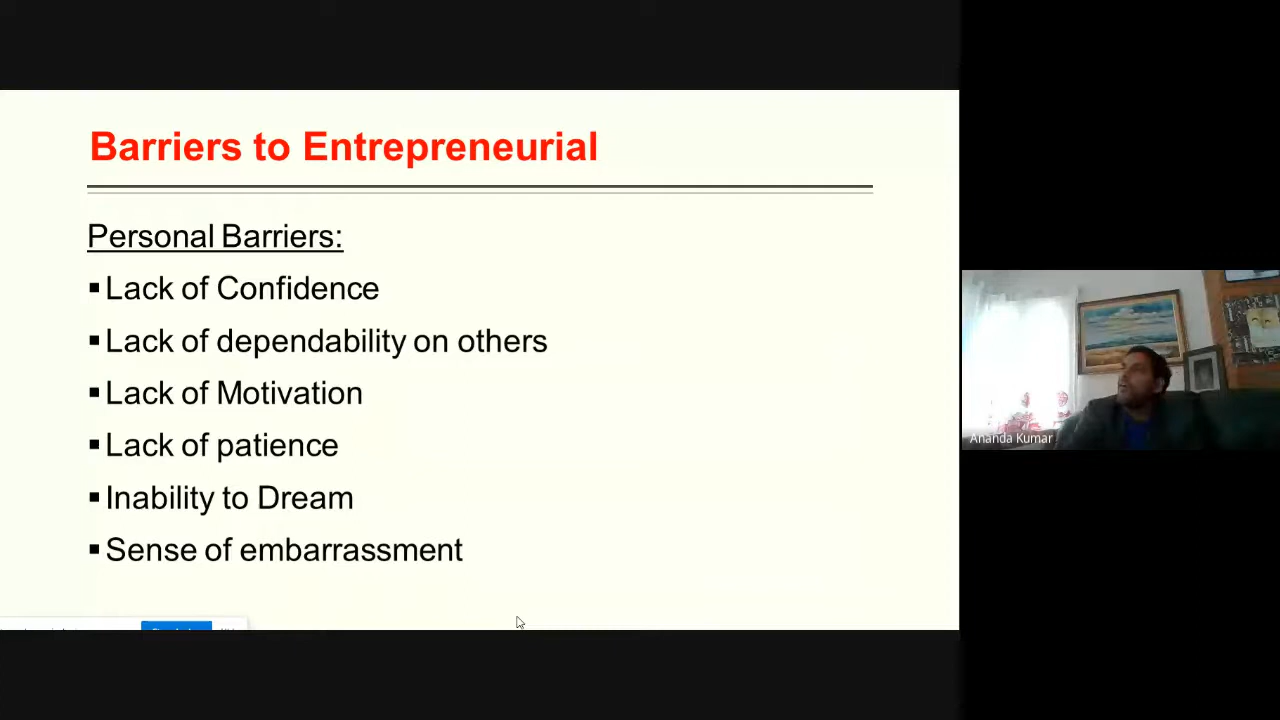 Barriers to Entrepreneurial
Personal Barriers:
▪Lack of Confidence
▪Lack of dependability on others
▪Lack of Motivation
▪Lack of patience
▪Inability to Dream
▪Sense of embarrassment
Ananda Kumar